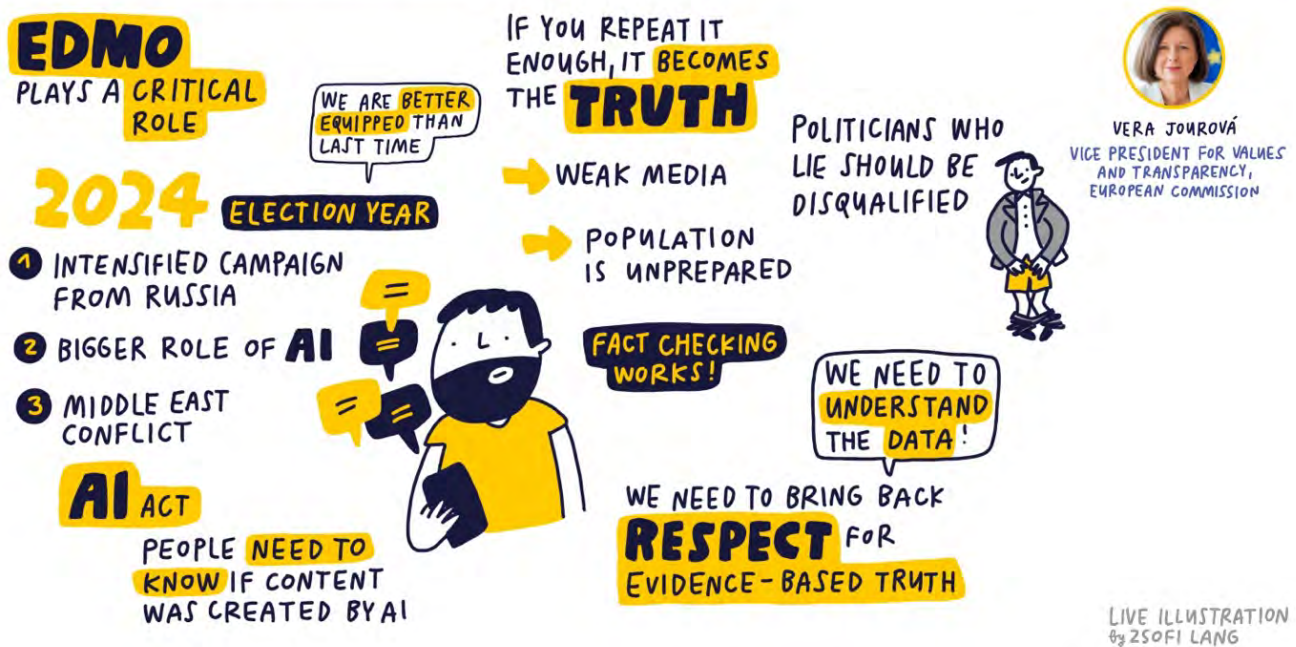 EDMO
PLAYS A CRITICAL
ROLE
WE ARE BETTER
EQUIPPED THAN
LAST TIME
2024 ELECTION YEAR
1 INTENSIFIED CAMPAIGN
FROM RUSSIA
2 BIGGER ROLE OF AI
3 MIDDLE EAST
CONFLICT
AI ACT
PEOPLE NEED TO
KNOW IF CONTENT
WAS CREATED BY AI
IF YOU REPEAT IT
ENOUGH, IT BECOMES
THE TRUTH
WEAK MEDIA
POPULATION
IS UNPREPARED
FACT CHECKING
WORKS!
POLITICIANS WHO
LIE SHOULD BE
DISQUALIFIED
WE NEED TO
UNDERSTAND
THE DATA!
WE NEED TO BRING BACK
RESPECT FOR
EVIDENCE-BASED TRUTH
VERA JOUROVÁ
VICE PRESIDENT FOR VALUES
AND TRANSPARENCY,
EUROPEAN COMMISSION
LIVE ILLUSTRATION
by ZSOFI LANG